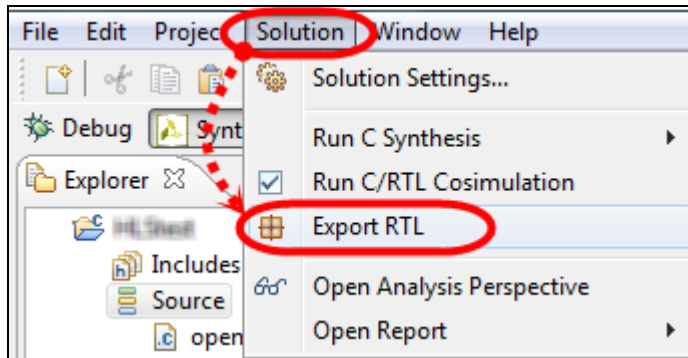 File Edit Projec Solution Window Help
Solution Settings...
Debug Synt
Run C Synthesis
Explorer
Run C/RTL Cosimulation
Export RTL
Includes
Source
Open Analysis Perspective
.c open
Open Report